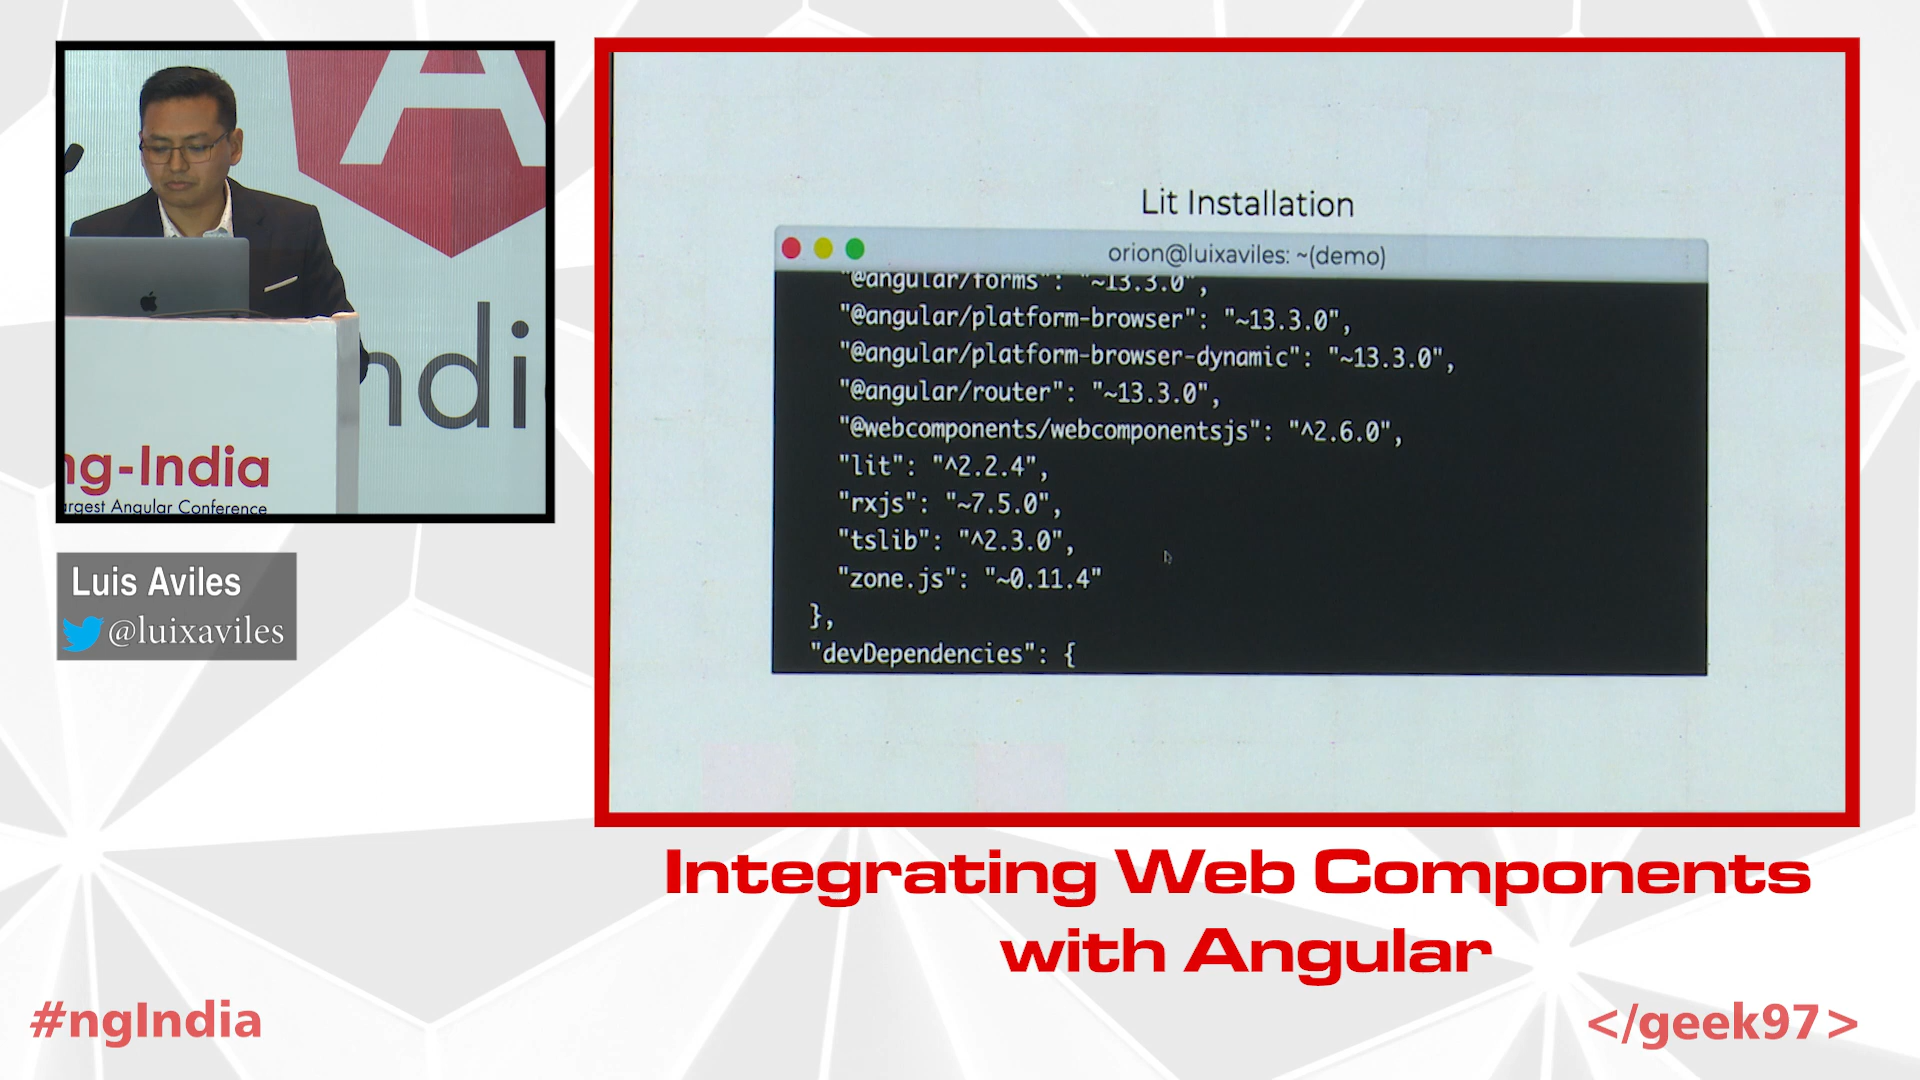 A
ndi
ng-India
argest Angular Conference
Luis Aviles
@luixaviles
Lit Installation
orion@luixaviles: ~(demo)
"@angular/forms": "~13.3.0",
"@angular/platform-browser": "~13.3.0",
"@angular/platform-browser-dynamic": "~13.3.0",
"@angular/router": "~13.3.0",
"@webcomponents/webcomponentsjs": "^2.6.0",
"lit": "^2.2.4",
"rxjs": "~7.5.0",
"tslib": "^2.3.0",
"zone.js": "~0.11.4"
},
"devDependencies": {
Integrating Web Components
with Angular
#ngIndia
</geek97>